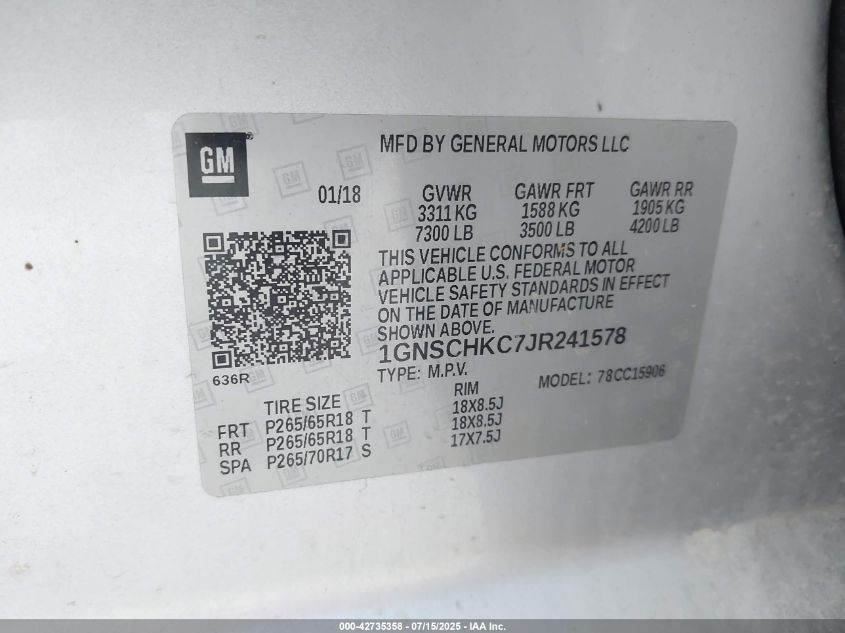 GM
MFD BY GENERAL MOTORS LLC
01/18
GVWR GAWR FRT GAWR RR
3311 KG 1588 KG 1905 KG
7300 LB 3500 LB 4200 LB
THIS VEHICLE CONFORMS TO ALL
APPLICABLE U.S. FEDERAL MOTOR
VEHICLE SAFETY STANDARDS IN EFFECT
ON THE DATE OF MANUFACTURE
SHOWN ABOVE.
1GNSCHKC7JR241578
636R
TYPE: M.P.V. MODEL: 78CC15906
TIRE SIZE RIM
FRT P265/65R18 T 18X8.5J
RR P265/65R18 T 18X8.5J
SPA P265/70R17 S 17X7.5J
000-42735358 - 07/15/2025 - IAA Inc.